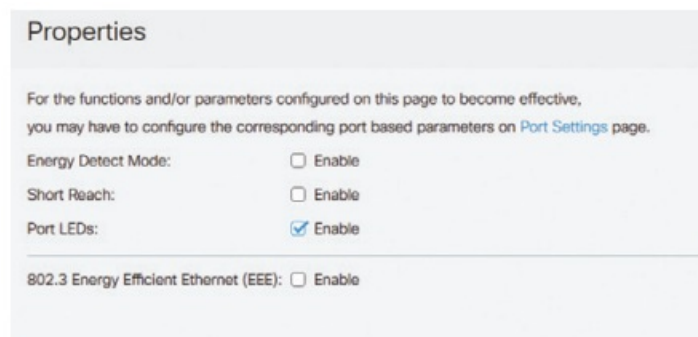 Properties
For the functions and/or parameters configured on this page to become effective,
you may have to configure the corresponding port based parameters on Port Settings page.
Energy Detect Mode: Enable
Short Reach: Enable
Port LEDs: Enable
802.3 Energy Efficient Ethernet (EEE): Enable